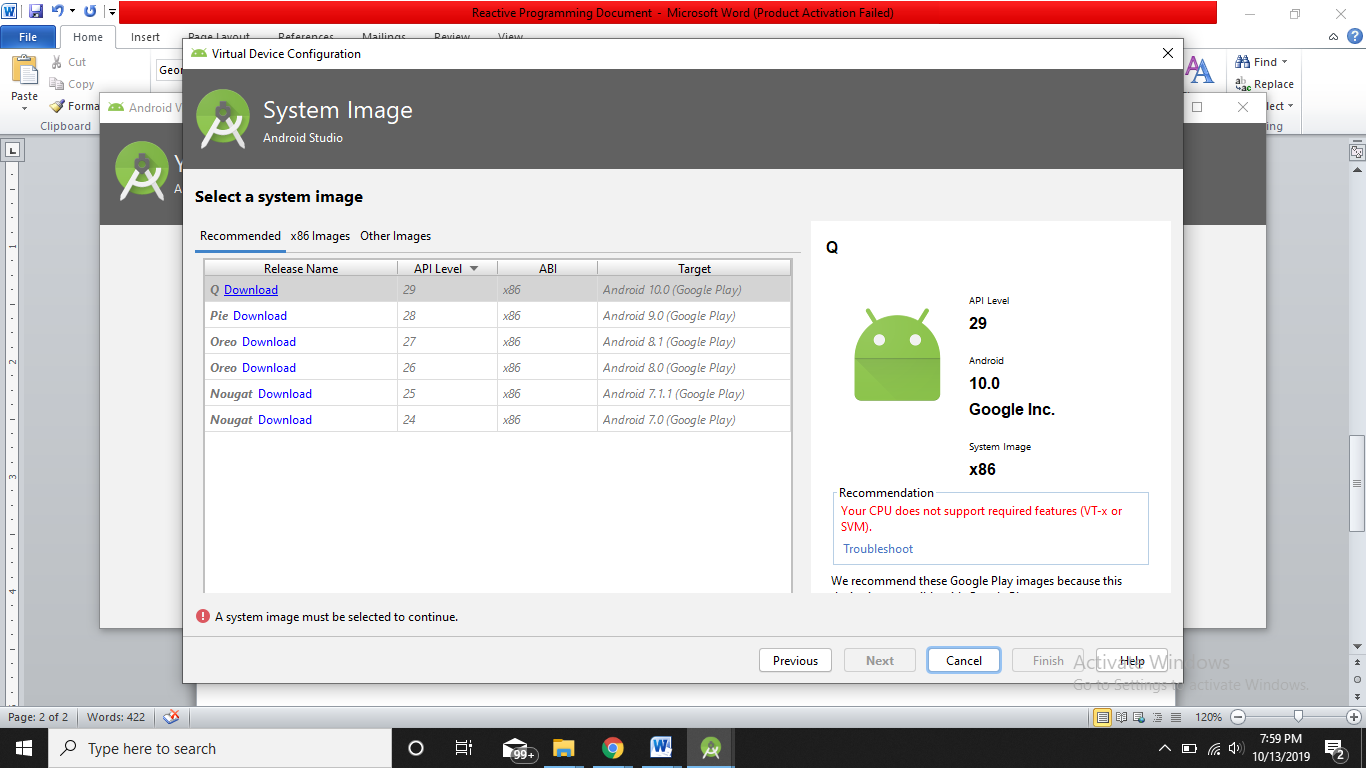 Reactive Programming Document - Microsoft Word (Product Activation Failed)
File Home Insert Page Layout References Mailings Review View
Cut
Copy
Paste
Clipboard
Find
Replace
Android V
Virtual Device Configuration
System Image
Android Studio
Select a system image
Recommended x86 Images Other Images
Release Name API Level ABI Target
Q Download 29 x86 Android 10.0 (Google Play)
Pie Download 28 x86 Android 9.0 (Google Play)
Oreo Download 27 x86 Android 8.1 (Google Play)
Oreo Download 26 x86 Android 8.0 (Google Play)
Nougat Download 25 x86 Android 7.1.1 (Google Play)
Nougat Download 24 x86 Android 7.0 (Google Play)
Q
API Level
29
Android
10.0
Google Inc.
System Image
x86
Recommendation
Your CPU does not support required features (VT-x or
SVM).
Troubleshoot
We recommend these Google Play images because this
A system image must be selected to continue.
Previous Next Cancel Finish Help
Activate Windows
Go to Settings to activate Windows.
Page: 2 of 2 Words: 422 120%
Type here to search
99+
7:59 PM
10/13/2019
2